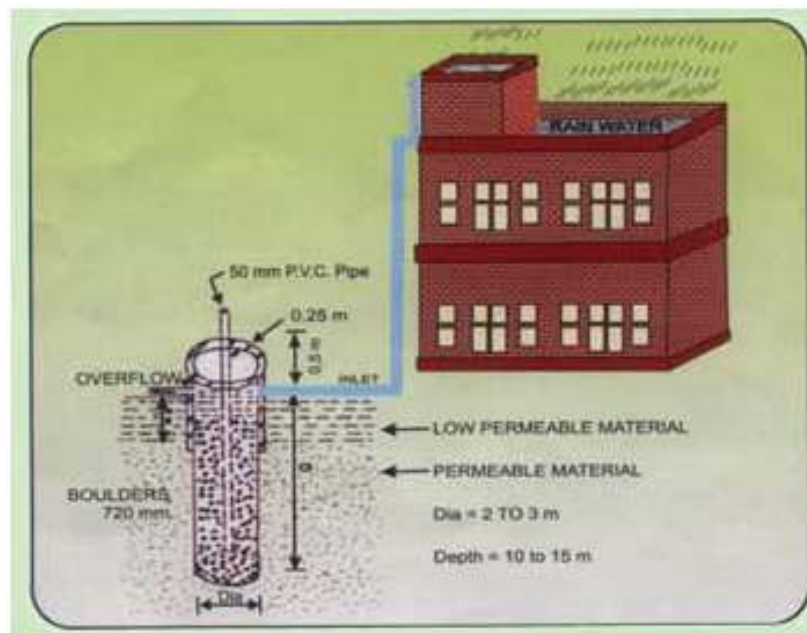 RAIN WATER
50 mm P.V.C. Pipe
0.25 m
0.5 m
OVERFLOW
INLET
LOW PERMEABLE MATERIAL
PERMEABLE MATERIAL
BOULDERS,
720 mm.
Dia = 2 TO 3 m
Depth = 10 to 15 m
Dia